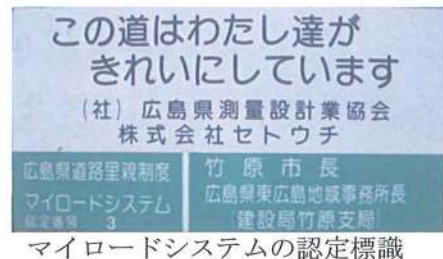 この道はわたし達が
きれいにしています
(社) 広島県測量設計業協会
株式会社セトウチ
広島県道路里親制度
マイロードシステム
認定番号 3
竹原市長
広島県東広島地域事務所長
[建設局竹原支局]
マイロードシステムの認定標識